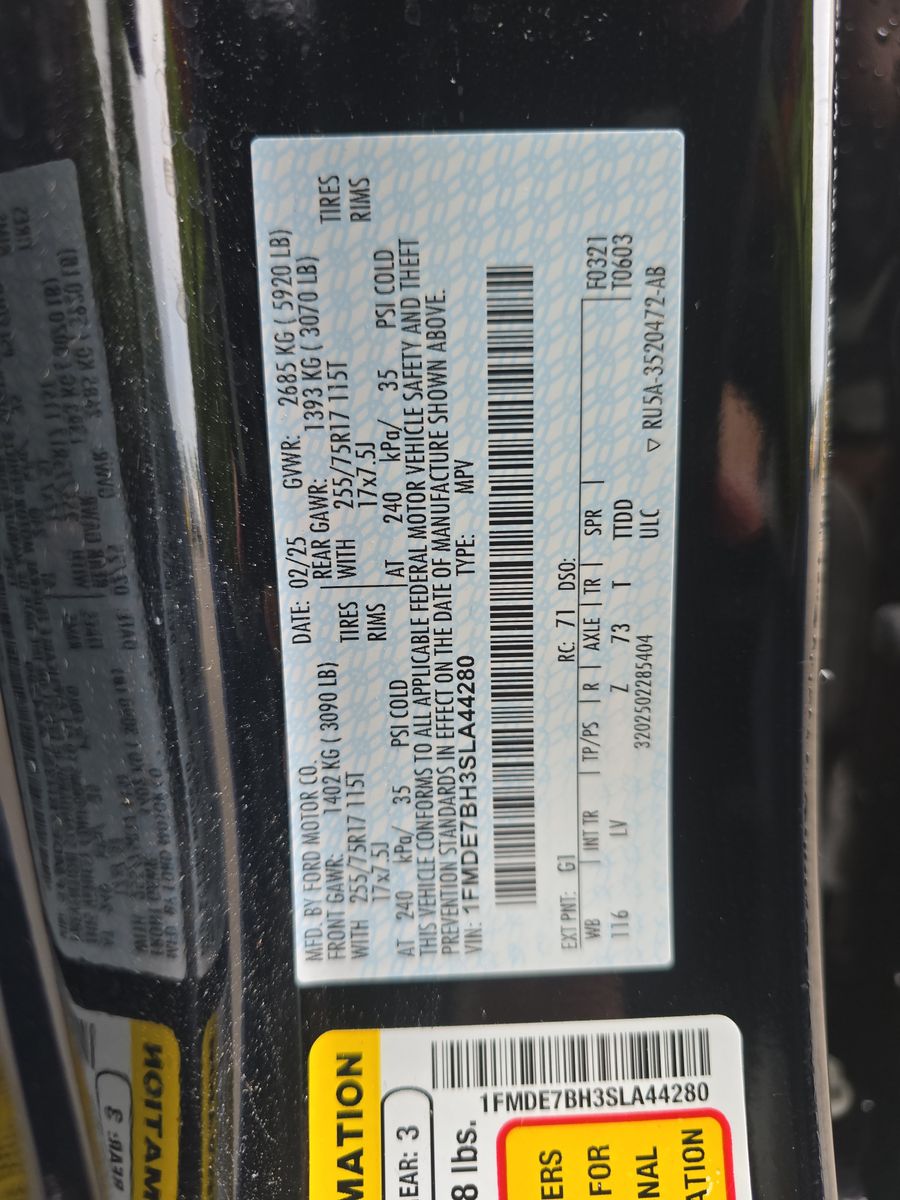 MFD. BY FORD MOTOR CO.
DATE: 02/25 GVWR: 2685 KG ( 5920 LB)
FRONT GAWR: 1402 KG ( 3090 LB) REAR GAWR: 1393 KG ( 3070 LB)
WITH 255/75R17 115T TIRES WITH 255/75R17 115T TIRES
17x7.5J RIMS 17x7.5J RIMS
AT 240 kPa/ 35 PSI COLD AT 240 kPa/ 35 PSI COLD
THIS VEHICLE CONFORMS TO ALL APPLICABLE FEDERAL MOTOR VEHICLE SAFETY AND THEFT
PREVENTION STANDARDS IN EFFECT ON THE DATE OF MANUFACTURE SHOWN ABOVE.
VIN: 1FMDE7BH3SLA44280 TYPE: MPV
EXT PNT: G1 RC: 71 DSO:
WB INT TR TP/PS R AXLE TR SPR F0321
116 LV Z 73 T TTDD T0603
ULC
3202502285404 ▽ RU5A-3520472-AB
MATION
EAR: 3
8 lbs.
1FMDE7BH3SLA44280
ERS
FOR
NAL
ATION